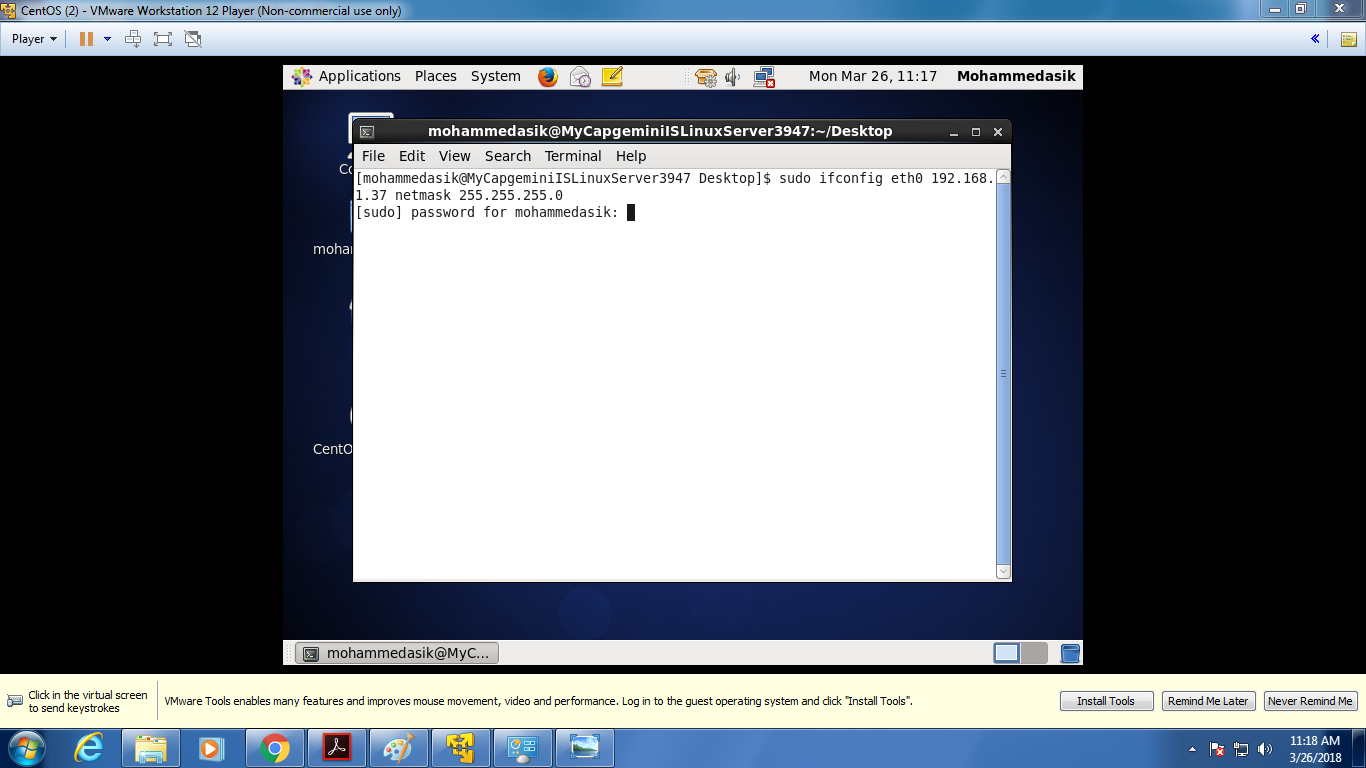 CentOS (2) - VMware Workstation 12 Player (Non-commercial use only)
Player
Applications Places System Mon Mar 26, 11:17 Mohammedasik
mohammedasik@MyCapgeminiISLinuxServer3947:~/Desktop
File Edit View Search Terminal Help
[mohammedasik@MyCapgeminiISLinuxServer3947 Desktop]$ sudo ifconfig eth0 192.168.
1.37 netmask 255.255.255.0
[sudo] password for mohammedasik:
Co
moha
CentO
mohammedasik@MyC...
Click in the virtual screen
to send keystrokes
VMware Tools enables many features and improves mouse movement, video and performance. Log in to the guest operating system and click "Install Tools".
Install Tools Remind Me Later Never Remind Me
11:18 AM
3/26/2018